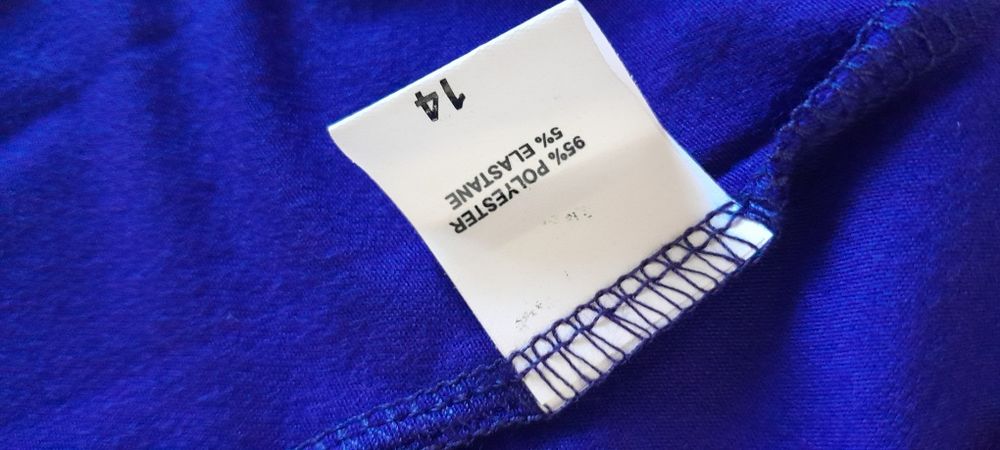 95% POLYESTER
5% ELASTANE
14